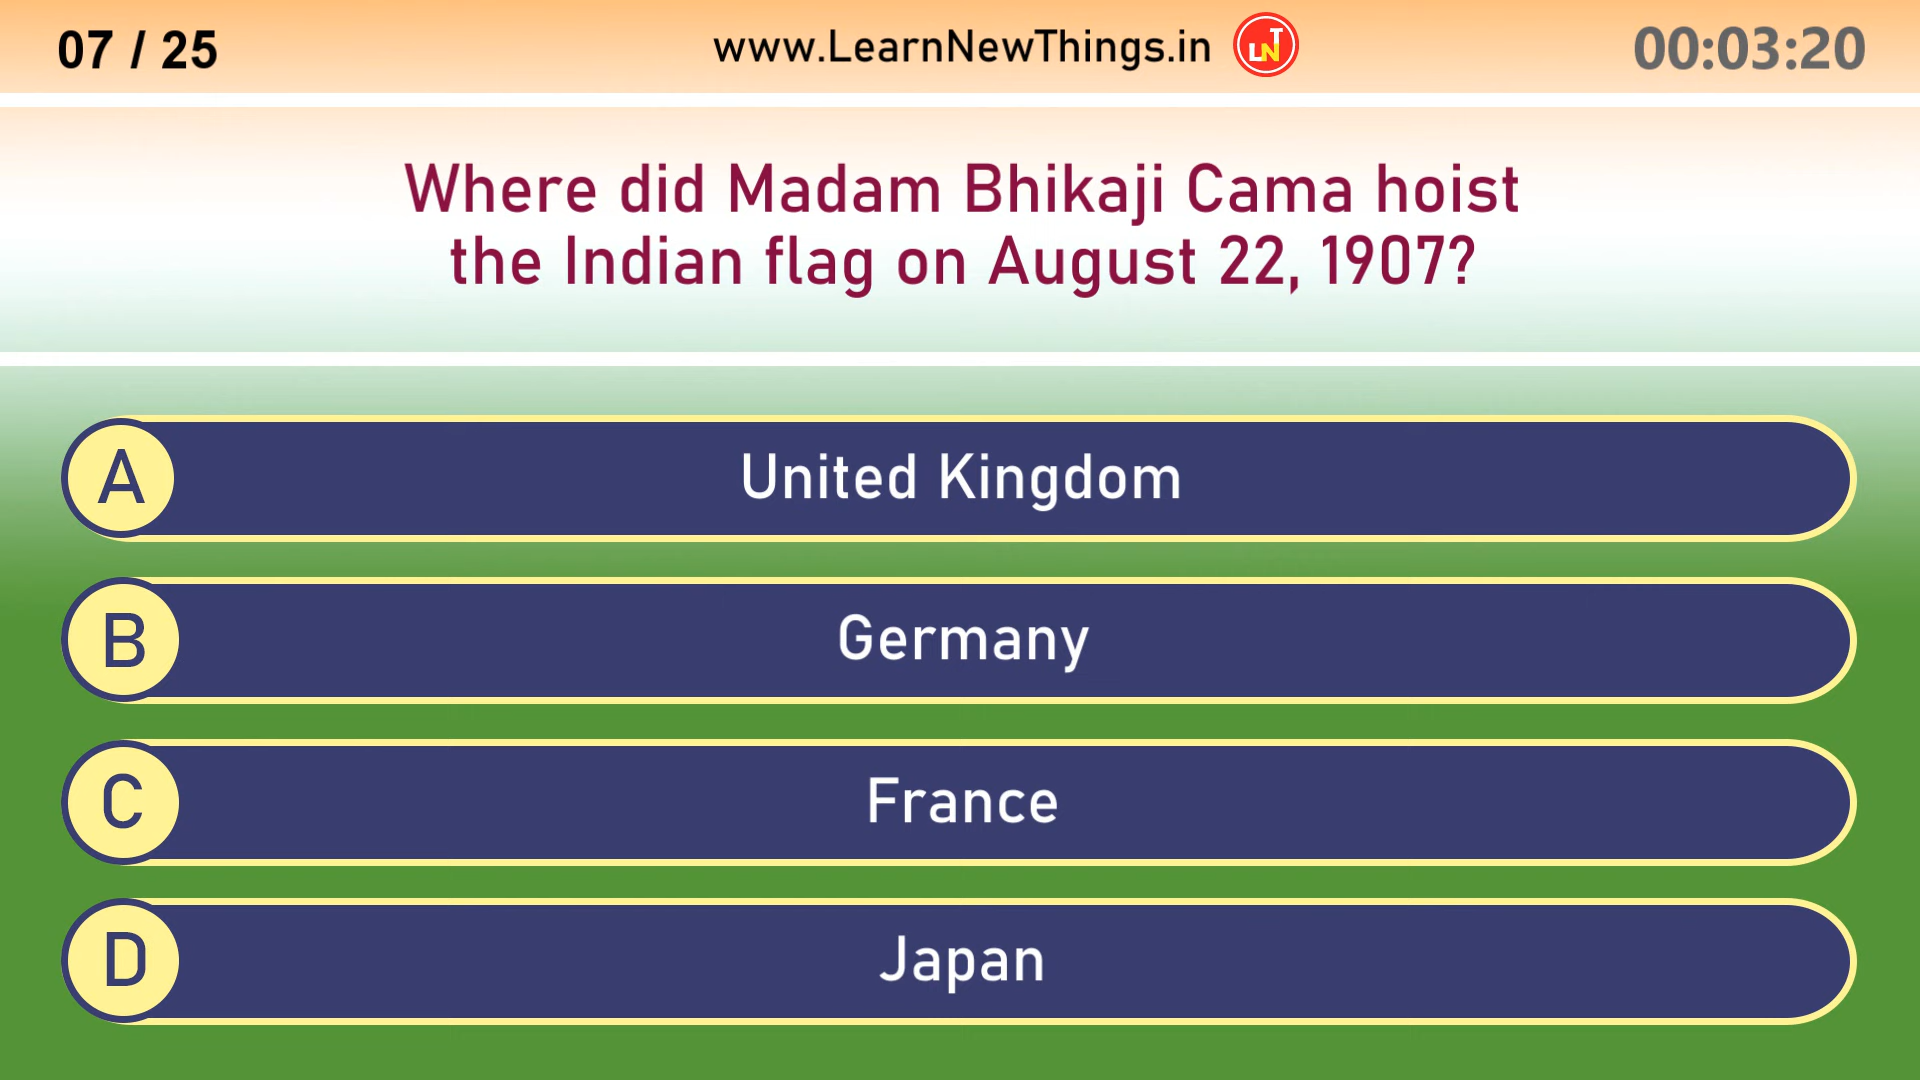 07 / 25
www.LearnNewThings.in
LNT
00:03:20
Where did Madam Bhikaji Cama hoist
the Indian flag on August 22, 1907?
A
United Kingdom
B
Germany
C
France
D
Japan